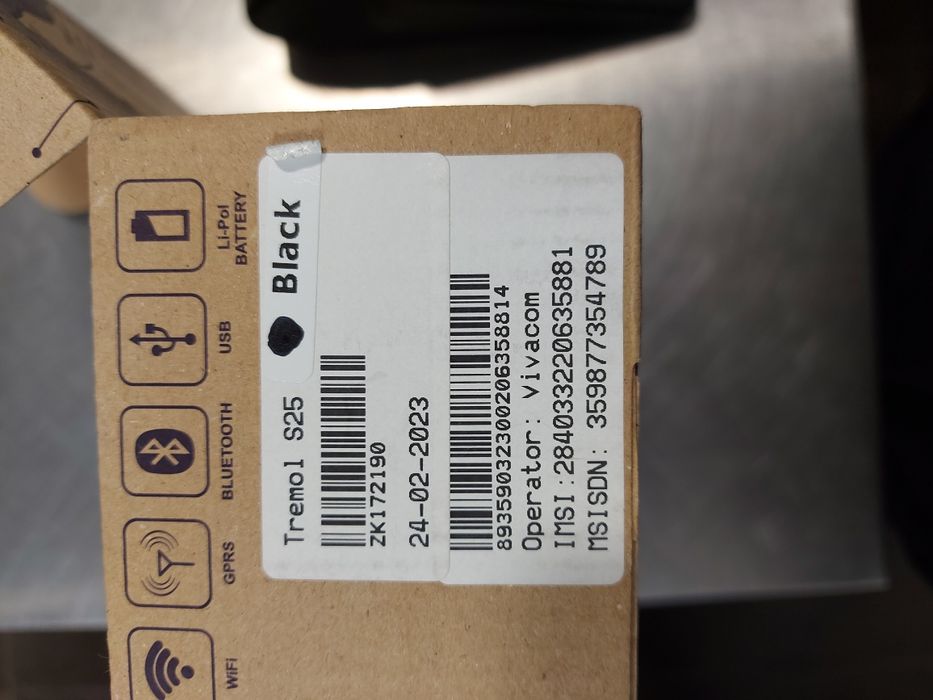 Li-Pol
BATTERY
USB
BLUETOOTH
GPRS
WiFi
Black
Tremol S25
ZK172190
24-02-2023
89359032300206358814
Operator: vivacom
IMSI:284033220635881
MSISDN: 359877354789